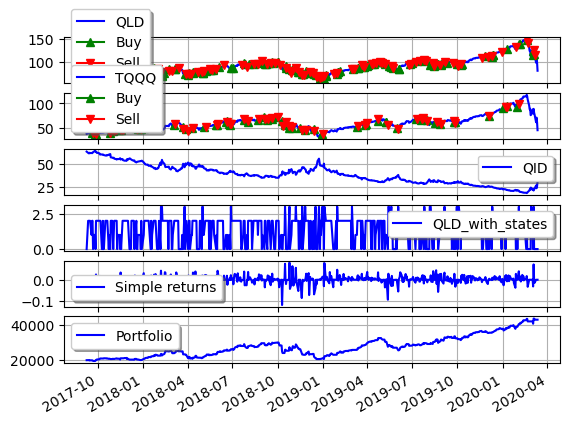 QLD
Buy
Sell
150
100
TQQQ
Buy
Sell
100
50
QID
50
25
QLD_with_states
2.5
0.0
Simple returns
0.0
−0.1
Portfolio
40000
20000
2017-10
2018-01
2018-04
2018-07
2018-10
2019-01
2019-04
2019-07
2019-10
2020-01
2020-04